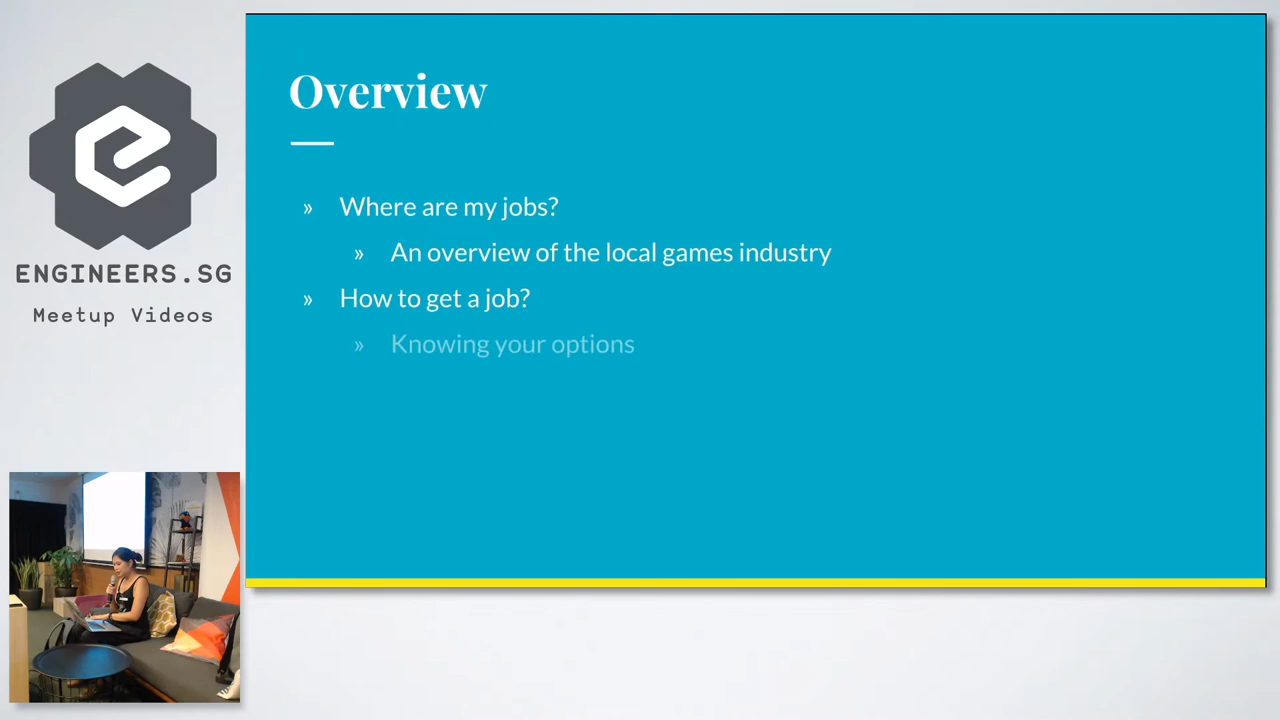 ENGINEERS.SG
Meetup Videos
Overview
» Where are my jobs?
» An overview of the local games industry
» How to get a job?
» Knowing your options